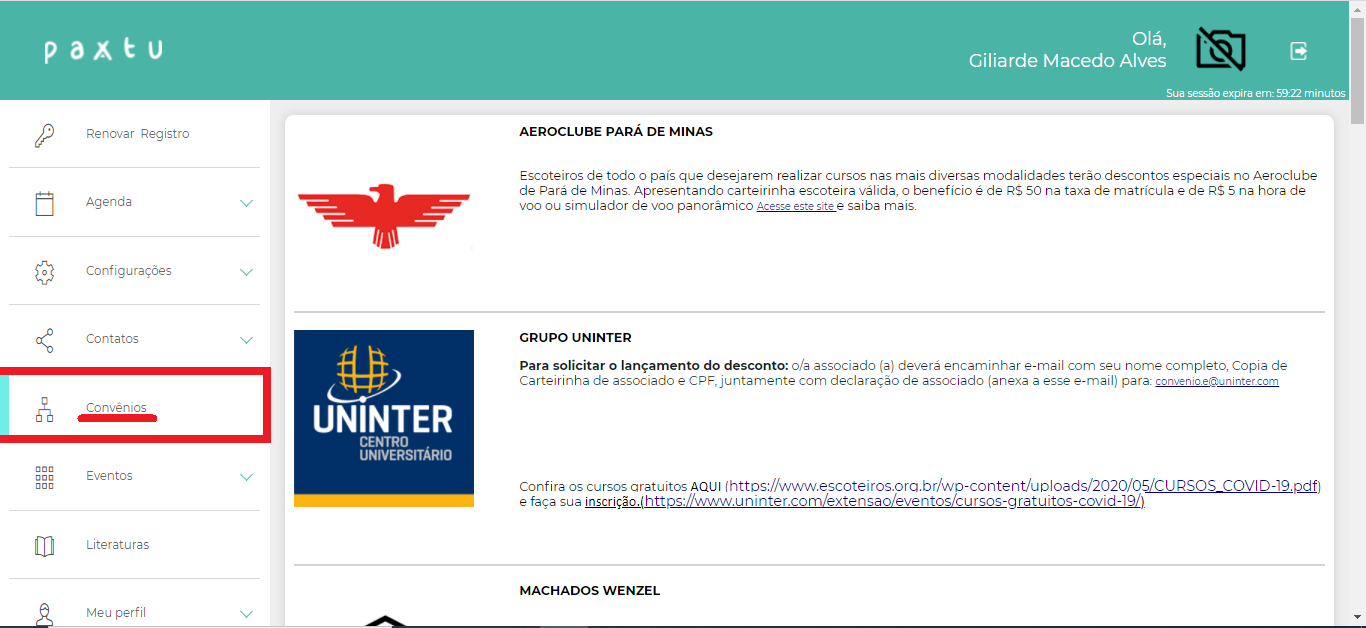 paxtu
Olá,
Giliarde Macedo Alves
Sua sessão expira em: 59:22 minutos
Renovar Registro
Agenda
Configurações
Contatos
Convênios
Eventos
Literaturas
Meu perfil
AEROCLUBE PARÁ DE MINAS
Escoteiros de todo o país que desejarem realizar cursos nas mais diversas modalidades terão descontos especiais no Aeroclube
de Pará de Minas. Apresentando carteirinha escoteira válida, o benefício é de R$ 50 na taxa de matrícula e de R$ 5 na hora de
voo ou simulador de voo panorâmico Acesse este site e saiba mais.
UNINTER
CENTRO
UNIVERSITÁRIO
GRUPO UNINTER
Para solicitar o lançamento do desconto: o/a associado (a) deverá encaminhar e-mail com seu nome completo, Copia de
Carteirinha de associado e CPF, juntamente com declaração de associado (anexa a esse e-mail) para: convenio.e@uninter.com
Confira os cursos gratuitos AQUI (https://www.escoteiros.org.br/wp-content/uploads/2020/05/CURSOS_COVID-19.pdf)
e faça sua inscrição.(https://www.uninter.com/extensao/eventos/cursos-gratuitos-covid-19/)
MACHADOS WENZEL